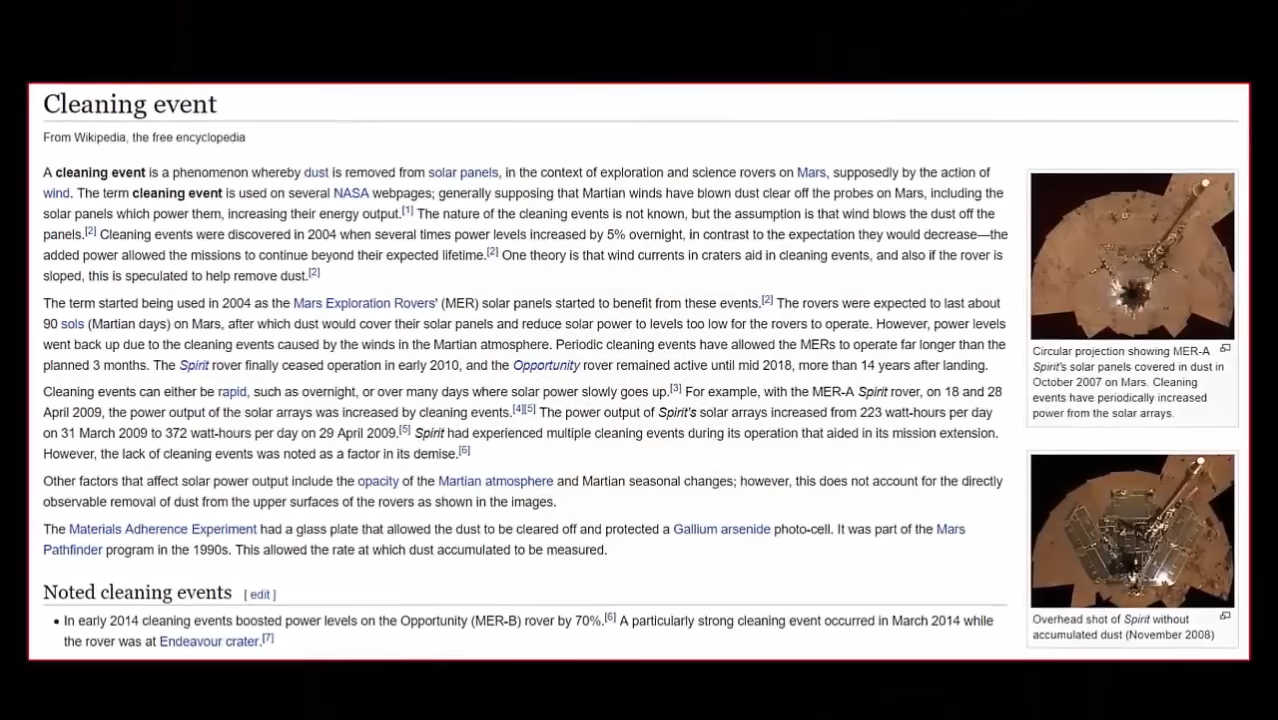 Cleaning event
From Wikipedia, the free encyclopedia
A cleaning event is a phenomenon whereby dust is removed from solar panels, in the context of exploration and science rovers on Mars, supposedly by the action of
wind. The term cleaning event is used on several NASA webpages; generally supposing that Martian winds have blown dust clear off the probes on Mars, including the
solar panels which power them, increasing their energy output.[1] The nature of the cleaning events is not known, but the assumption is that wind blows the dust off the
panels.[2] Cleaning events were discovered in 2004 when several times power levels increased by 5% overnight, in contrast to the expectation they would decrease—the
added power allowed the missions to continue beyond their expected lifetime.[2] One theory is that wind currents in craters aid in cleaning events, and also if the rover is
sloped, this is speculated to help remove dust.[2]
The term started being used in 2004 as the Mars Exploration Rovers' (MER) solar panels started to benefit from these events.[2] The rovers were expected to last about
90 sols (Martian days) on Mars, after which dust would cover their solar panels and reduce solar power to levels too low for the rovers to operate. However, power levels
went back up due to the cleaning events caused by the winds in the Martian atmosphere. Periodic cleaning events have allowed the MERs to operate far longer than the
planned 3 months. The Spirit rover finally ceased operation in early 2010, and the Opportunity rover remained active until mid 2018, more than 14 years after landing.
Cleaning events can either be rapid, such as overnight, or over many days where solar power slowly goes up.[3] For example, with the MER-A Spirit rover, on 18 and 28
April 2009, the power output of the solar arrays was increased by cleaning events.[4][5] The power output of Spirit's solar arrays increased from 223 watt-hours per day
on 31 March 2009 to 372 watt-hours per day on 29 April 2009.[5] Spirit had experienced multiple cleaning events during its operation that aided in its mission extension.
However, the lack of cleaning events was noted as a factor in its demise.[6]
Other factors that affect solar power output include the opacity of the Martian atmosphere and Martian seasonal changes; however, this does not account for the directly
observable removal of dust from the upper surfaces of the rovers as shown in the images.
The Materials Adherence Experiment had a glass plate that allowed the dust to be cleared off and protected a Gallium arsenide photo-cell. It was part of the Mars
Pathfinder program in the 1990s. This allowed the rate at which dust accumulated to be measured.
Noted cleaning events [ edit ]
• In early 2014 cleaning events boosted power levels on the Opportunity (MER-B) rover by 70%.[6] A particularly strong cleaning event occurred in March 2014 while
the rover was at Endeavour crater.[7]
Circular projection showing MER-A
Spirit's solar panels covered in dust in
October 2007 on Mars. Cleaning
events have periodically increased
power from the solar arrays.
Overhead shot of Spirit without
accumulated dust (November 2008)